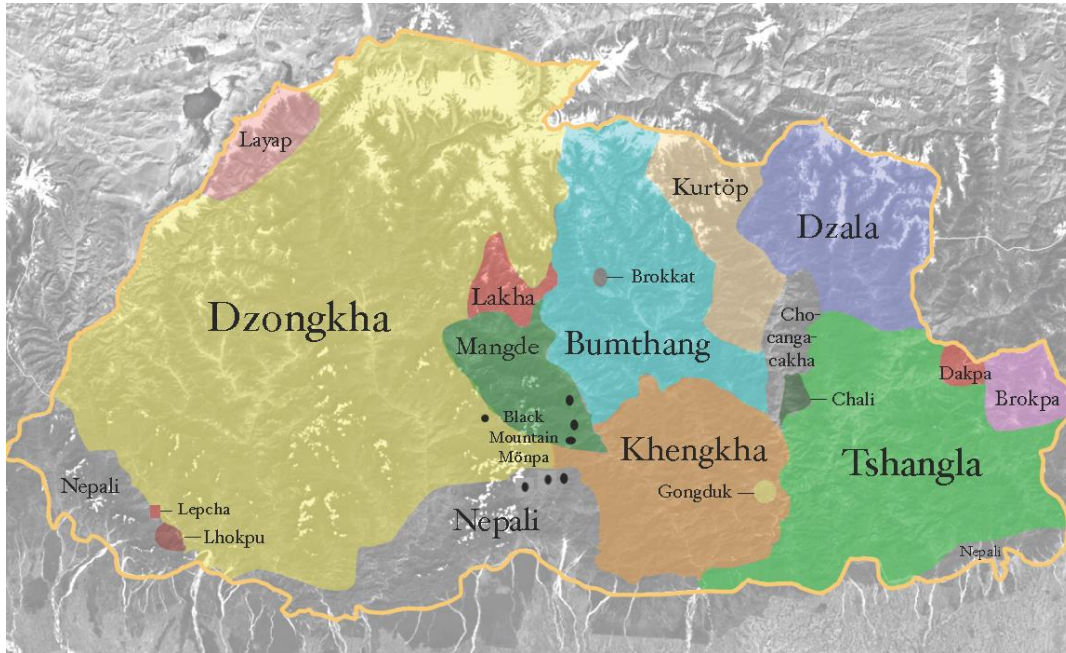 Layap
Kurtöp
Dzala
Brokkat
Lakha
Dzongkha
Cho-
canga-
cakha
Mangde
Bumthang
Dakpa
Brokpa
Chali
Black
Mountain
Mönpa
Khengkha
Tshangla
Nepali
Gongduk
Lepcha
Nepali
Lhokpu
Nepali